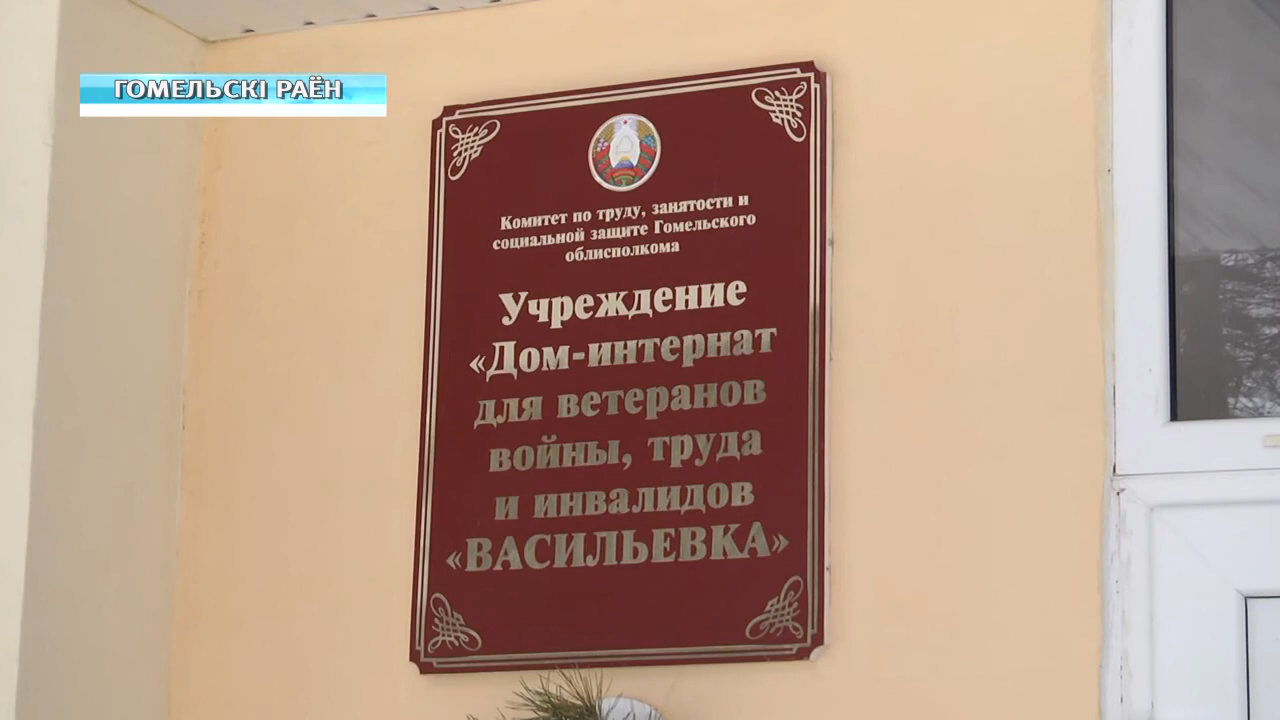 ГОМЕЛЬСКІ РАЁН
Комитет по труду, занятости и
социальной защите Гомельского
облисполкома
Учреждение
«Дом-интернат
для ветеранов
войны, труда
и инвалидов
«ВАСИЛЬЕВКА»